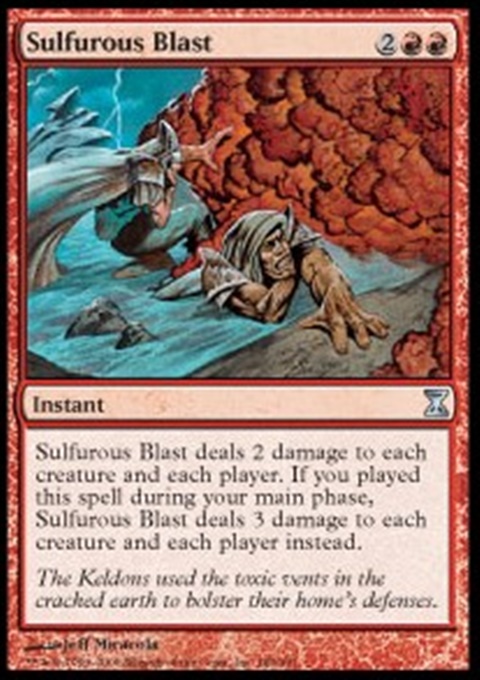 Sulfurous Blast 2
Instant
Sulfurous Blast deals 2 damage to each
creature and each player. If you played
this spell during your main phase,
Sulfurous Blast deals 3 damage to each
creature and each player instead.
The Keldons used the toxic vents in the
cracked earth to bolster their home's defenses.
Jeff Miracola